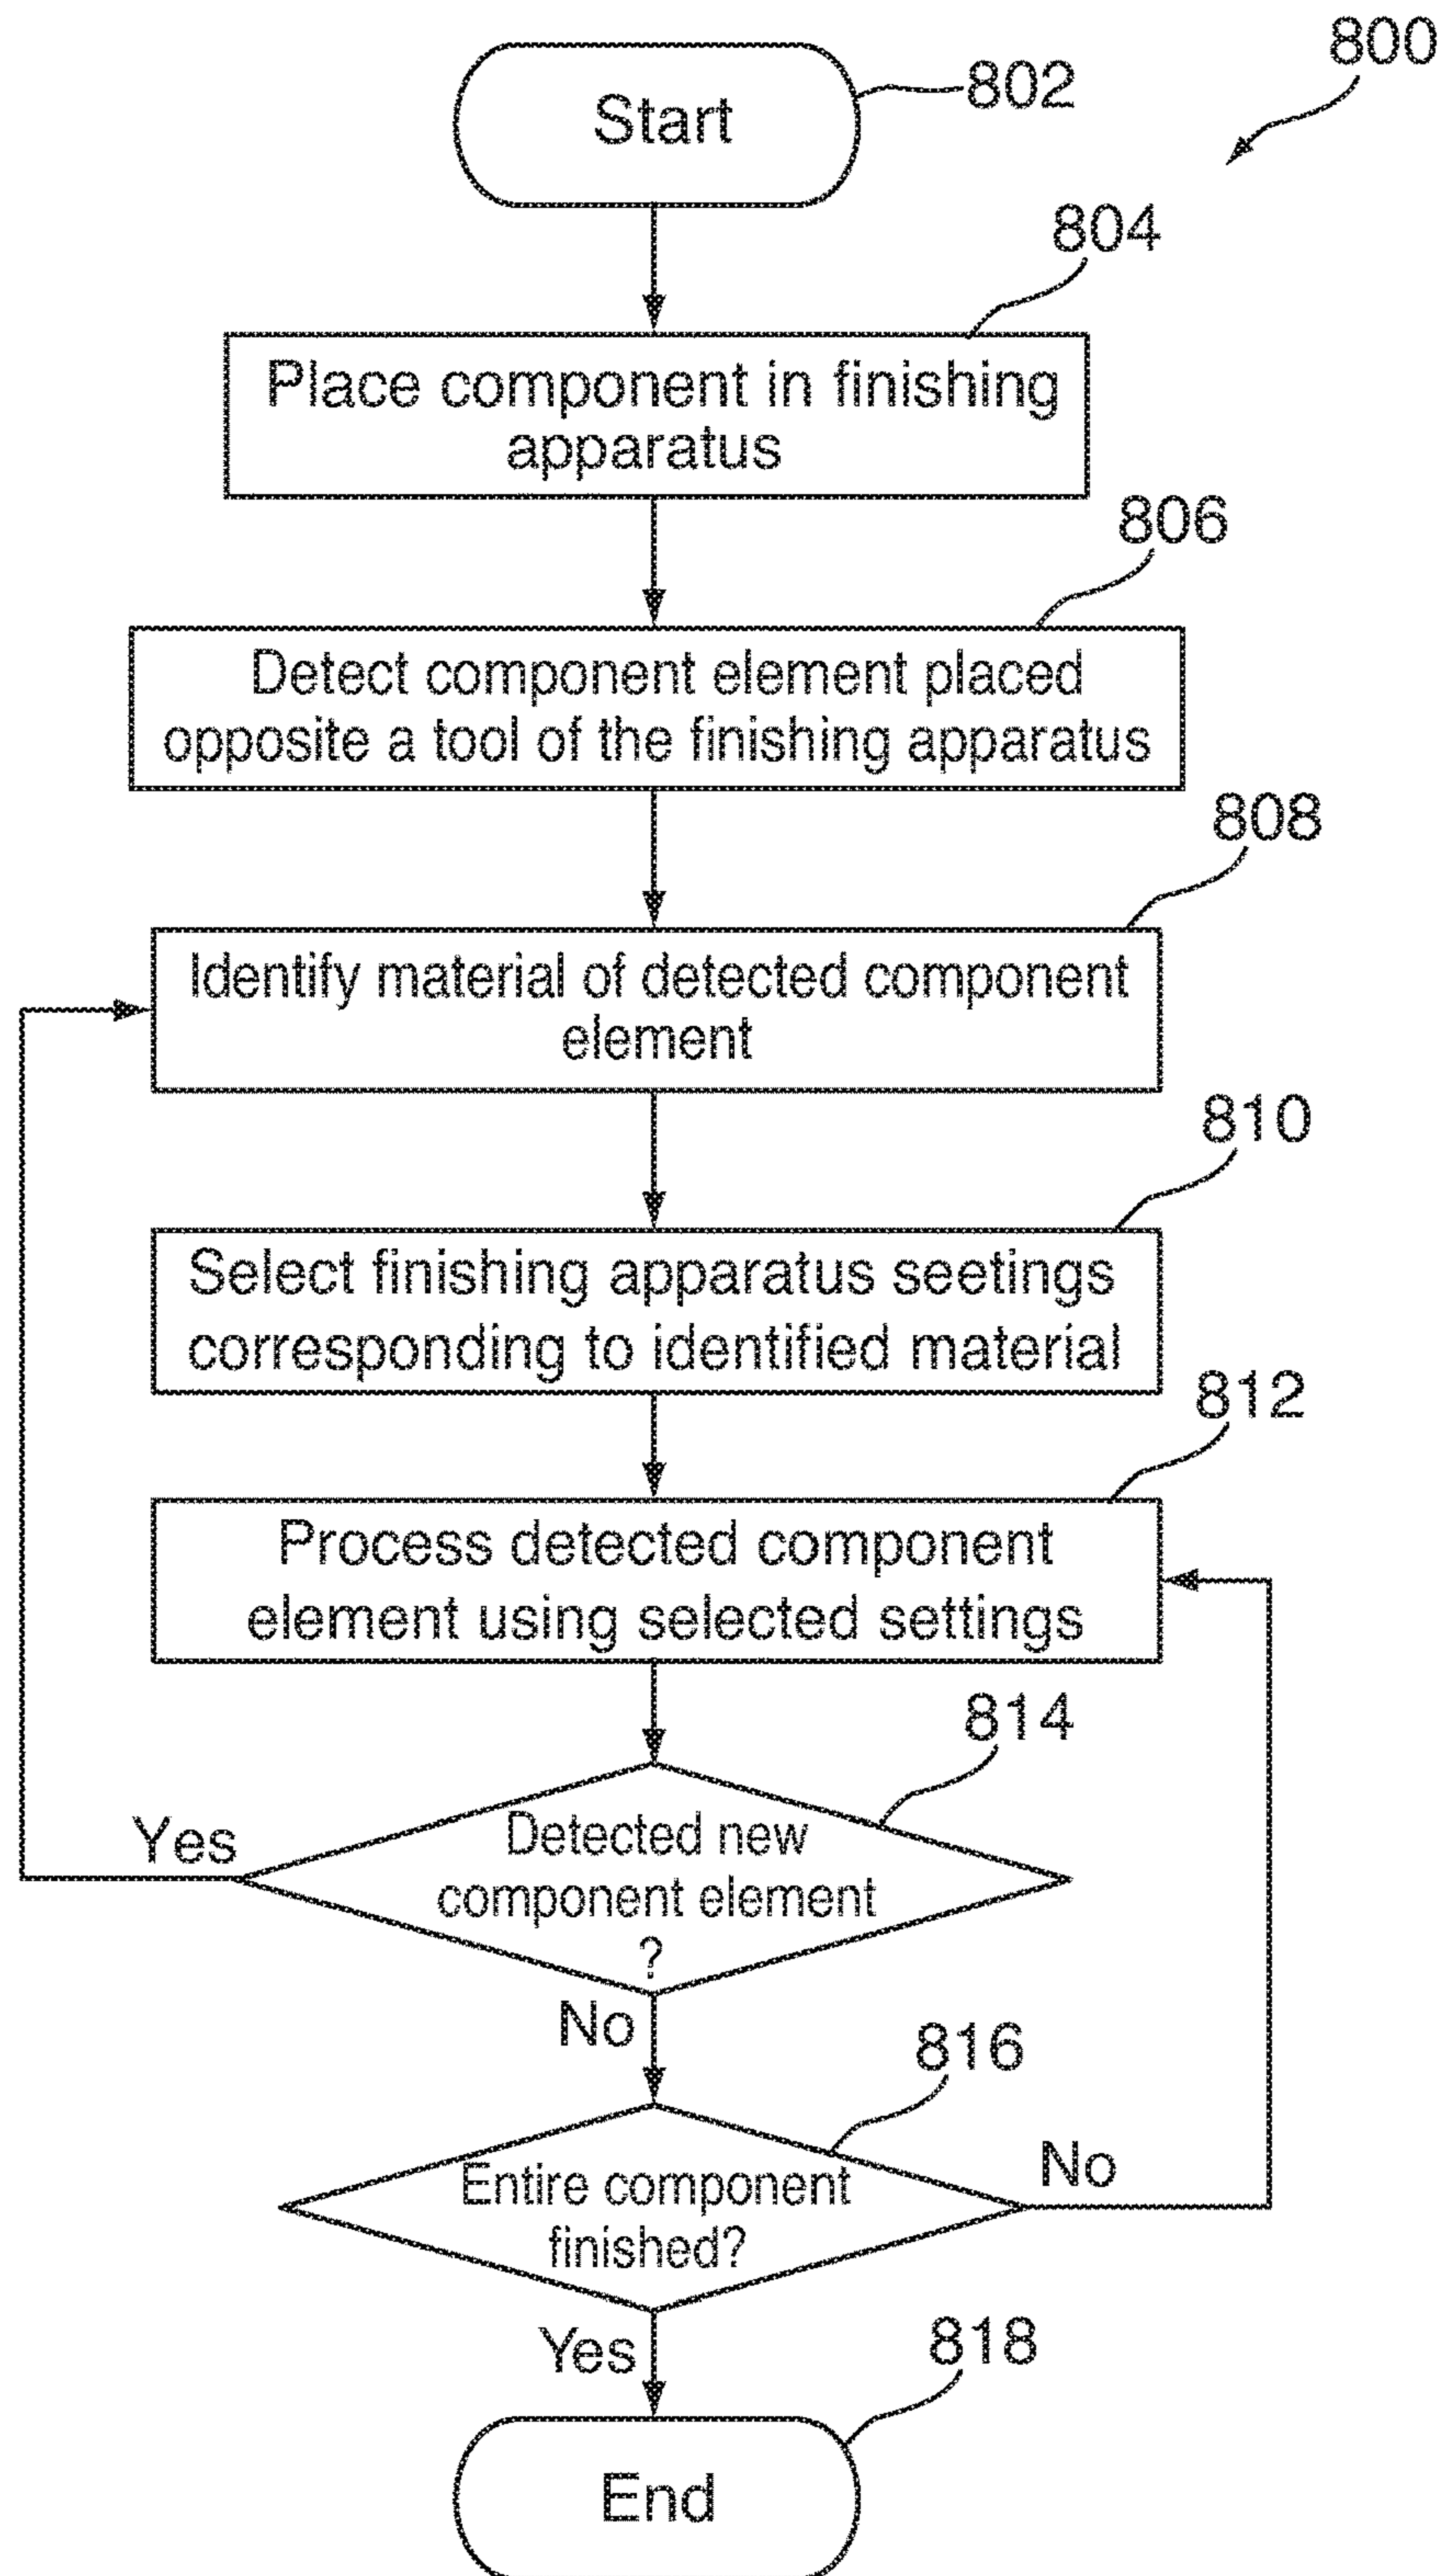 800
Start
802
804
Place component in finishing
apparatus
806
Detect component element placed
opposite a tool of the finishing apparatus
808
Identify material of detected component
element
810
Select finishing apparatus seetings
corresponding to identified material
812
Process detected component
element using selected settings
814
Detected new
component element
?
Yes
No
816
Entire component
finished?
No
Yes
818
End